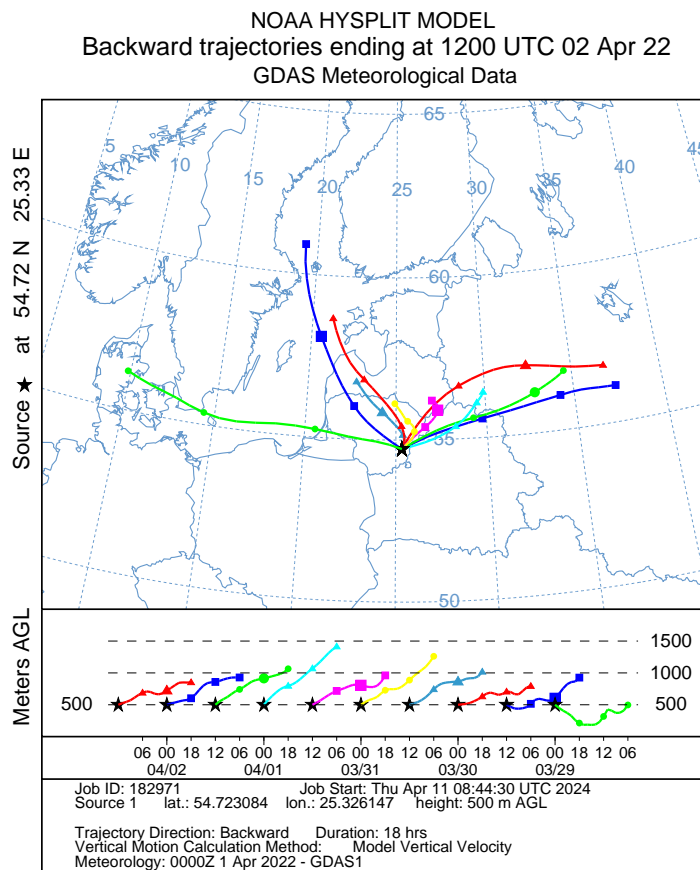 NOAA HYSPLIT MODEL
Backward trajectories ending at 1200 UTC 02 Apr 22
GDAS Meteorological Data
Source ★ at 54.72 N 25.33 E
5 10 15 20 25 30 35 40 45
65
60
55
50
Meters AGL
1500
1000
500 500
06 00 18 12 06 00 18 12 06 00 18 12 06 00 18 12 06 00 18 12 06
04/02 04/01 03/31 03/30 03/29
Job ID: 182971 Job Start: Thu Apr 11 08:44:30 UTC 2024
Source 1 lat.: 54.723084 lon.: 25.326147 height: 500 m AGL
Trajectory Direction: Backward Duration: 18 hrs
Vertical Motion Calculation Method: Model Vertical Velocity
Meteorology: 0000Z 1 Apr 2022 - GDAS1